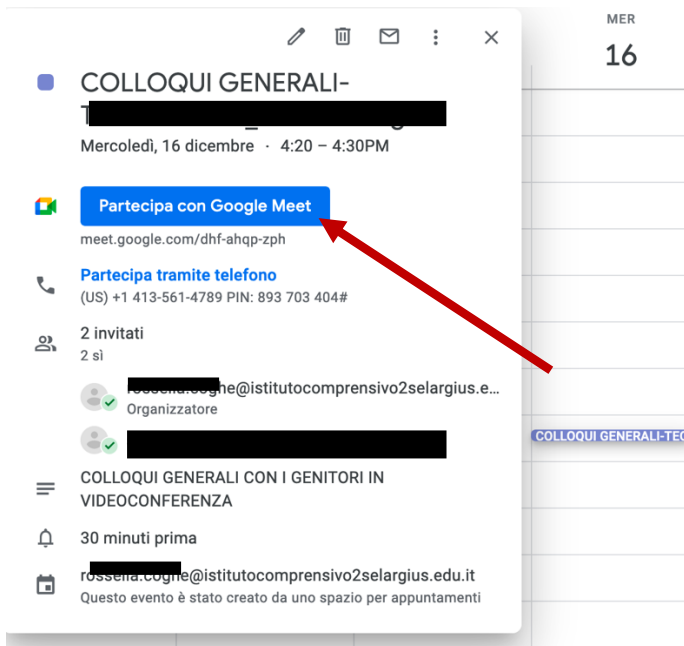 MER
16
COLLOQUI GENERALI-
Mercoledì, 16 dicembre · 4:20 – 4:30PM
Partecipa con Google Meet
meet.google.com/dhf-ahqp-zph
Partecipa tramite telefono
(US) +1 413-561-4789 PIN: 893 703 404#
2 invitati
2 sì
@istitutocomprensivo2selargius.e...
Organizzatore
COLLOQUI GENERALI-TEC
COLLOQUI GENERALI CON I GENITORI IN
VIDEOCONFERENZA
30 minuti prima
@istitutocomprensivo2selargius.edu.it
Questo evento è stato creato da uno spazio per appuntamenti